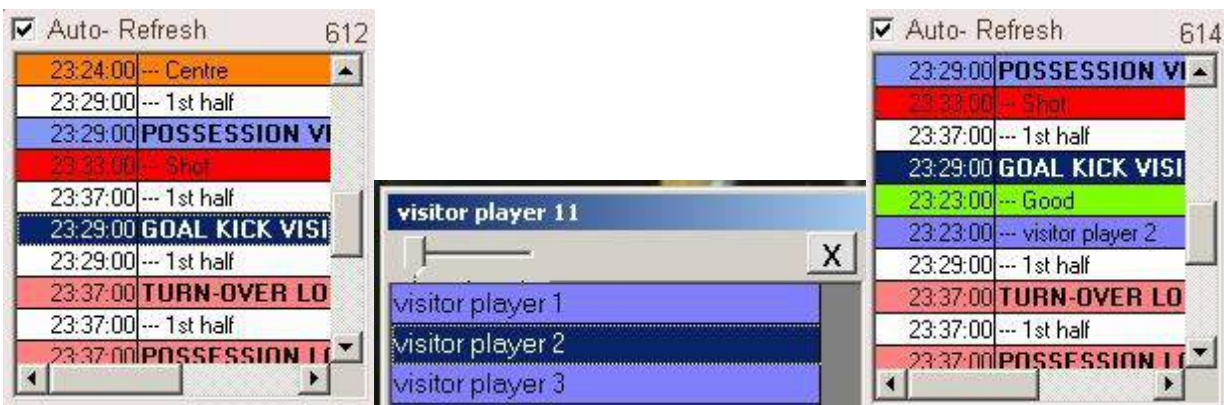 Auto- Refresh 612
23:24:00 --- Centre
23:29:00 --- 1st half
23:29:00 POSSESSION VI
23:33:00 --- Shot
23:37:00 --- 1st half
23:29:00 GOAL KICK VISI
23:29:00 --- 1st half
23:37:00 TURN-OVER LO
23:37:00 --- 1st half
23:37:00 POSSESSION LO
visitor player 11
X
visitor player 1
visitor player 2
visitor player 3
Auto- Refresh 614
23:29:00 POSSESSION VI
23:33:00 --- Shot
23:37:00 --- 1st half
23:29:00 GOAL KICK VISI
23:23:00 --- Good
23:23:00 --- visitor player 2
23:29:00 --- 1st half
23:37:00 TURN-OVER LO
23:37:00 --- 1st half
23:37:00 POSSESSION LO